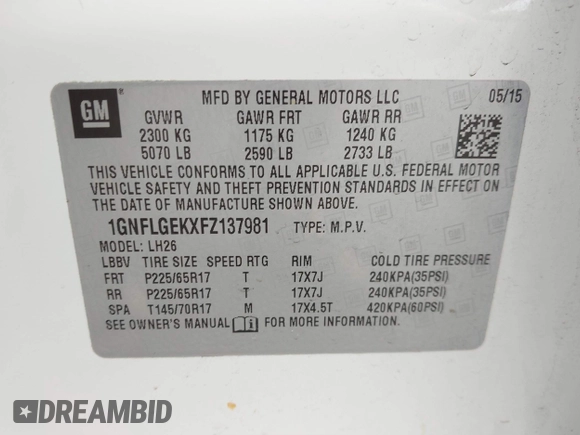 GM
MFD BY GENERAL MOTORS LLC 05/15
GVWR GAWR FRT GAWR RR
2300 KG 1175 KG 1240 KG
5070 LB 2590 LB 2733 LB
THIS VEHICLE CONFORMS TO ALL APPLICABLE U.S. FEDERAL MOTOR
VEHICLE SAFETY AND THEFT PREVENTION STANDARDS IN EFFECT ON
THE DATE OF MANUFACTURE SHOWN ABOVE.
1GNFLGEKXFZ137981 TYPE: M.P.V.
MODEL: LH26
LBBV TIRE SIZE SPEED RTG RIM COLD TIRE PRESSURE
FRT P225/65R17 T 17X7J 240KPA(35PSI)
RR P225/65R17 T 17X7J 240KPA(35PSI)
SPA T145/70R17 M 17X4.5T 420KPA(60PSI)
SEE OWNER'S MANUAL FOR MORE INFORMATION.
DREAMBID